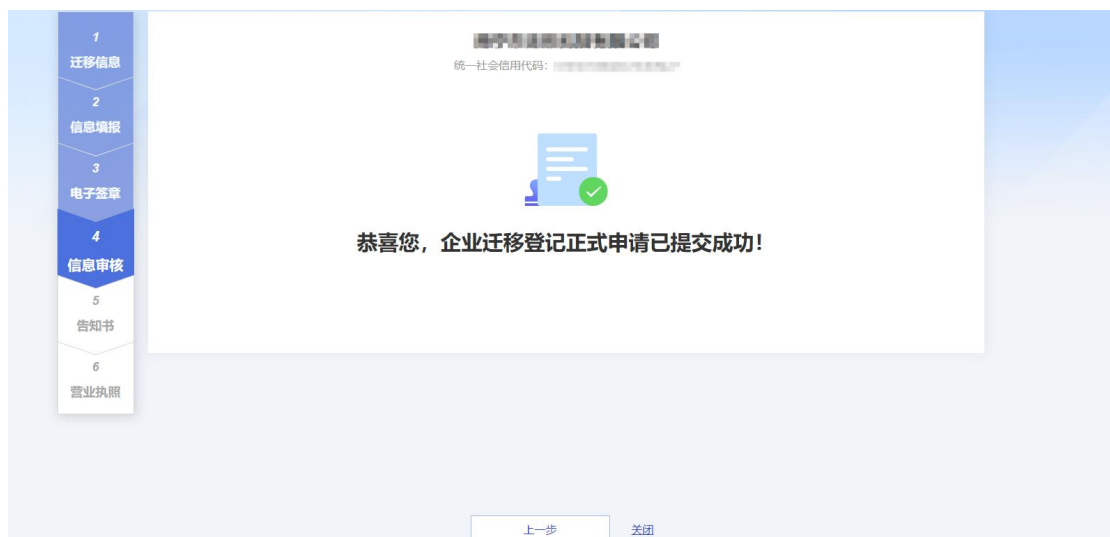 1
迁移信息
2
信息填报
3
电子签章
4
信息审核
5
告知书
6
营业执照
统一社会信用代码:
恭喜您，企业迁移登记正式申请已提交成功！
上一步
关闭